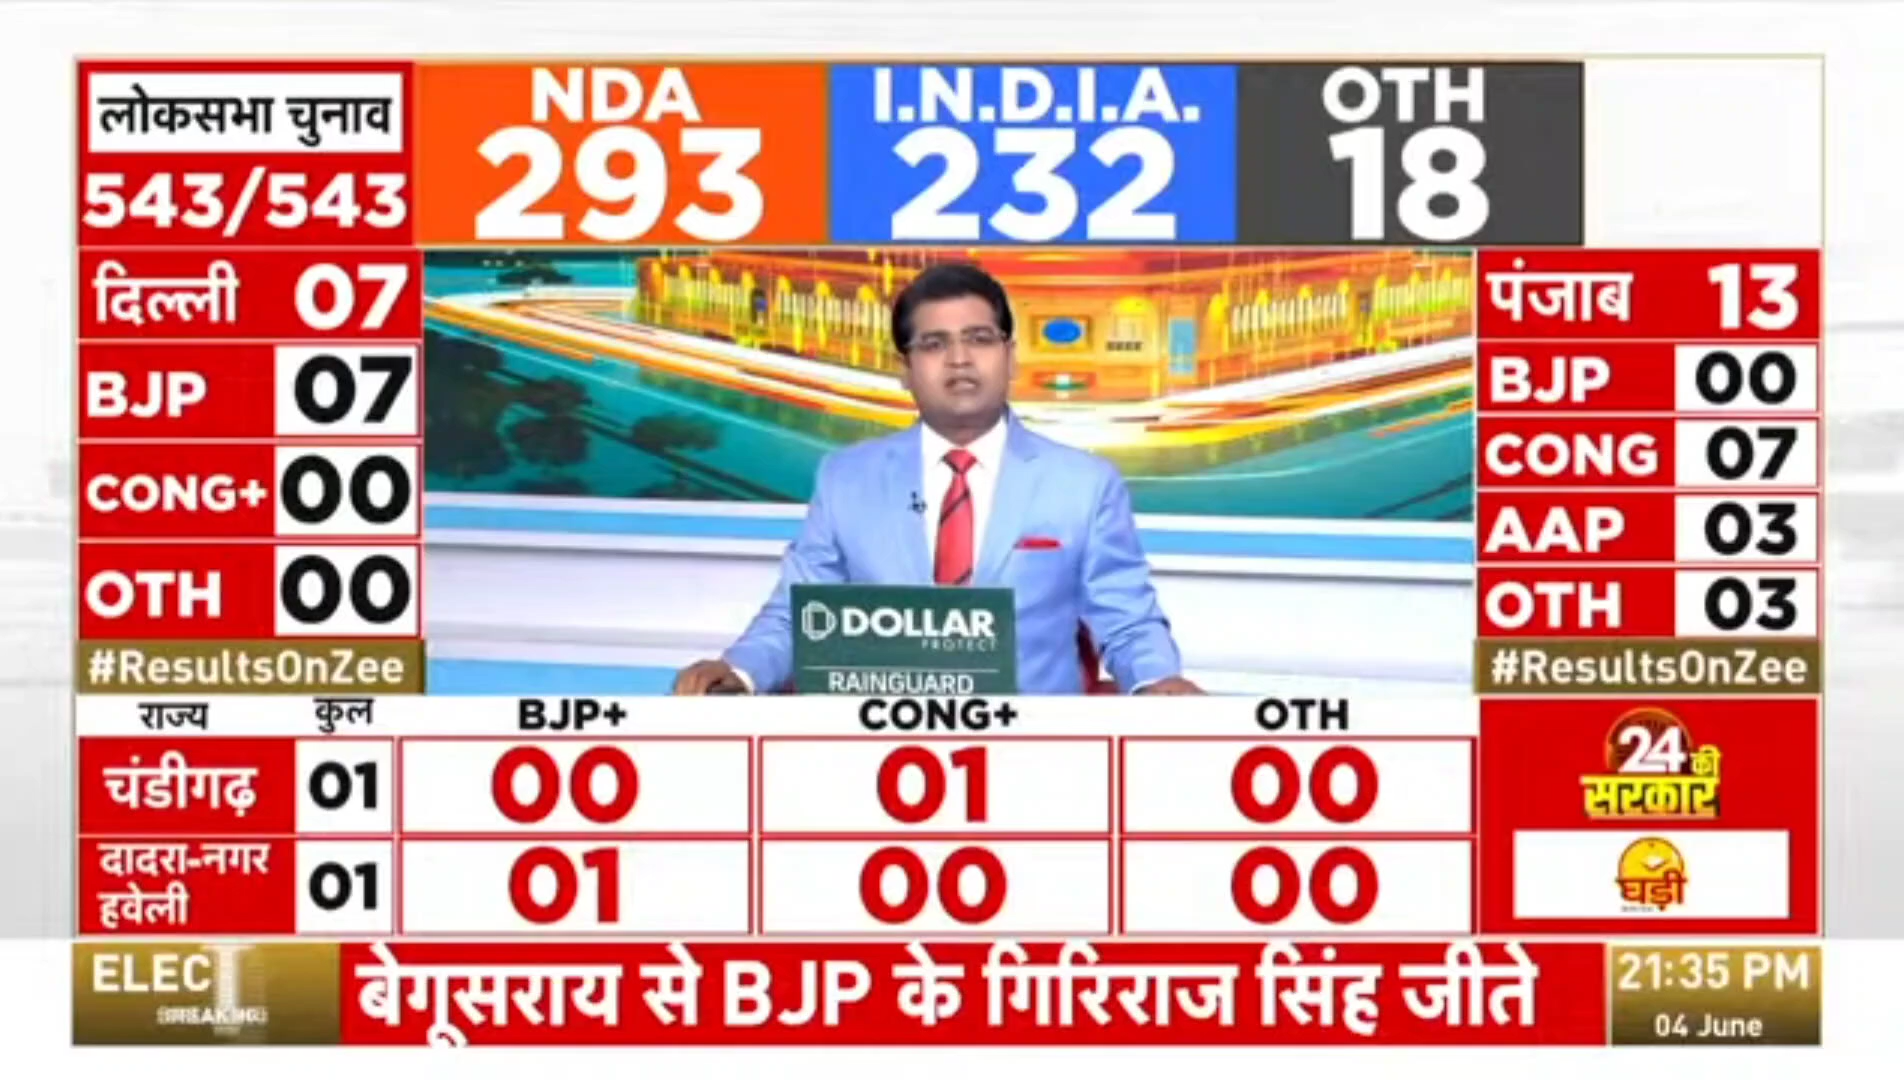 लोकसभा चुनाव
543/543
NDA
293
I.N.D.I.A.
232
OTH
18
दिल्ली 07
BJP 07
CONG+ 00
OTH 00
#ResultsOnZee
DOLLAR
PROTECT
RAINGUARD
पंजाब 13
BJP 00
CONG 07
AAP 03
OTH 03
#ResultsOnZee
राज्य कुल BJP+ CONG+ OTH
चंडीगढ़ 01 00 01 00
दादरा-नगर
हवेली 01 01 00 00
24 की
सरकार
घड़ी
ELECT
BREAKING
बेगूसराय से BJP के गिरिराज सिंह जीते
21:35 PM
04 June